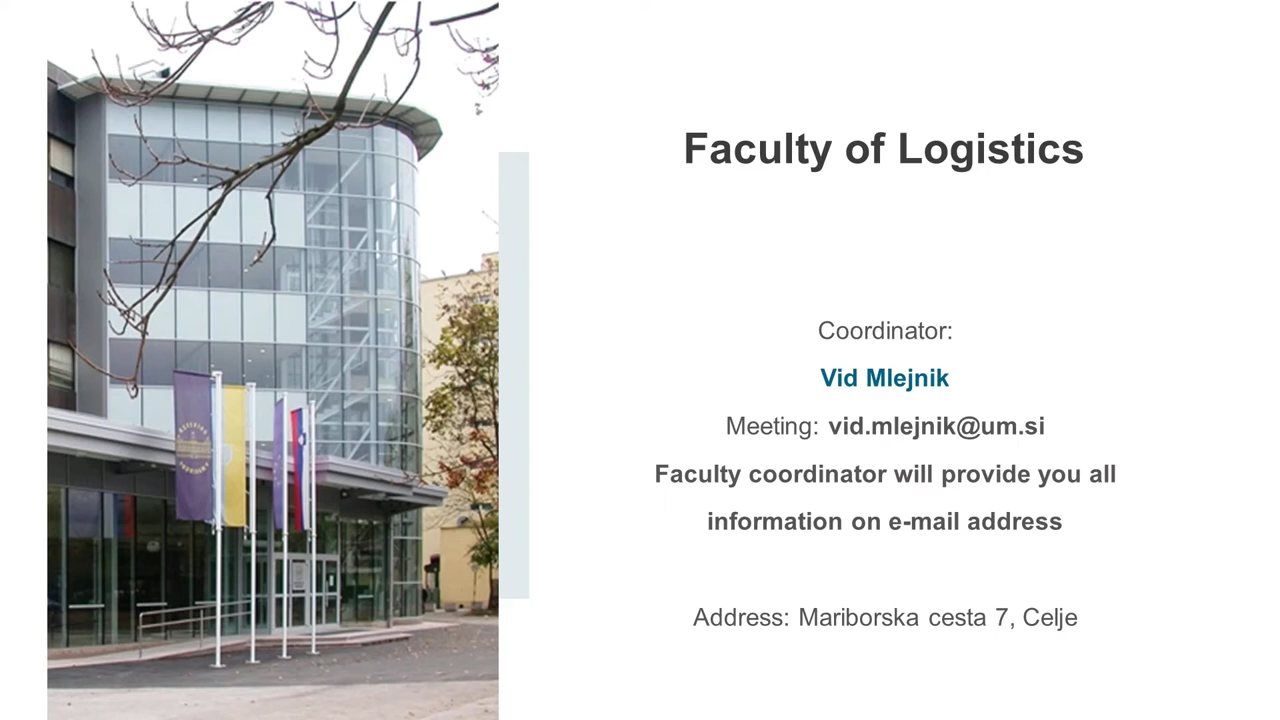 Faculty of Logistics
Coordinator:
Vid Mlejnik
Meeting: vid.mlejnik@um.si
Faculty coordinator will provide you all
information on e-mail address
Address: Mariborska cesta 7, Celje